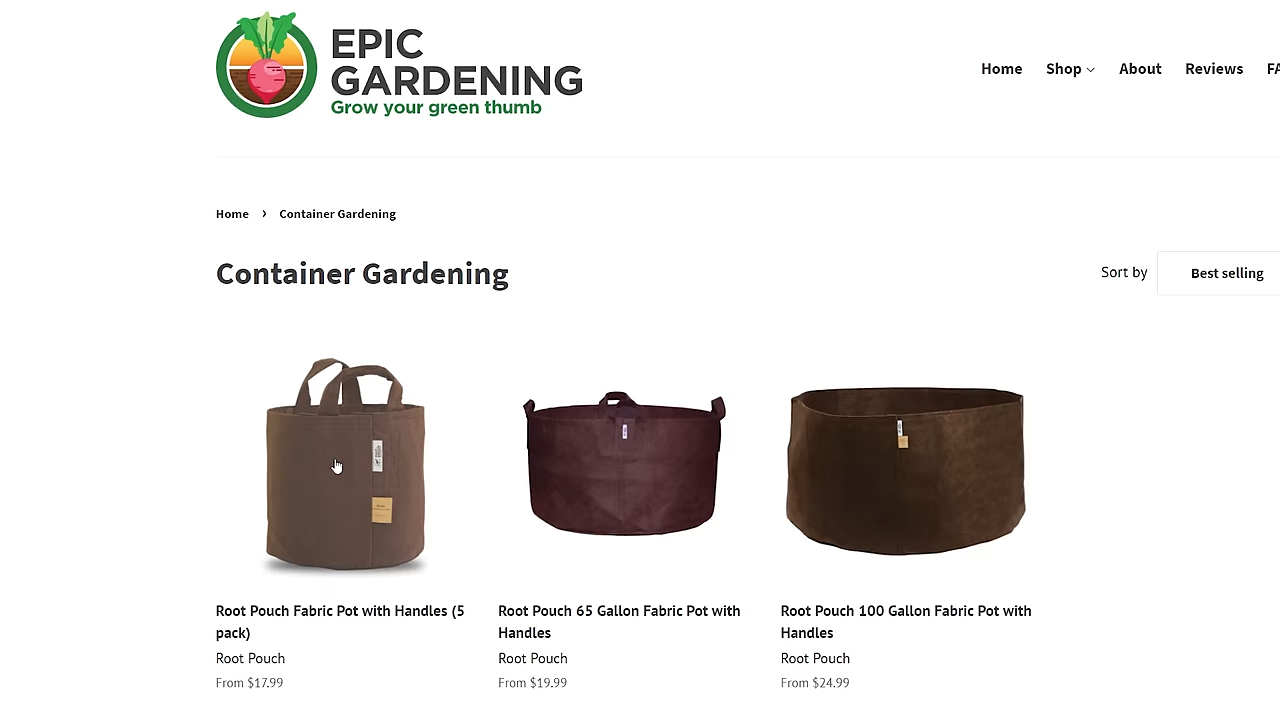 EPIC
GARDENING
Grow your green thumb
Home Shop About Reviews
Home › Container Gardening
Container Gardening
Sort by Best selling
Root Pouch Fabric Pot with Handles (5
pack)
Root Pouch
From $17.99
Root Pouch 65 Gallon Fabric Pot with
Handles
Root Pouch
From $19.99
Root Pouch 100 Gallon Fabric Pot with
Handles
Root Pouch
From $24.99